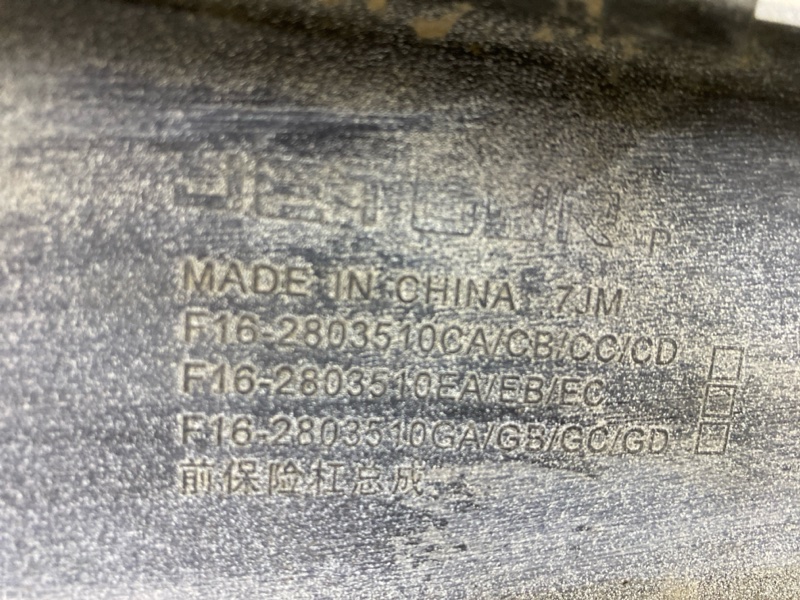 JETOUR -P
MADE IN CHINA 7JM
F16-2803510CA/CB/CC/CD □
F16-2803510EA/EB/EC □
F16-2803510GA/GB/GC/GD □
前保险杠总成